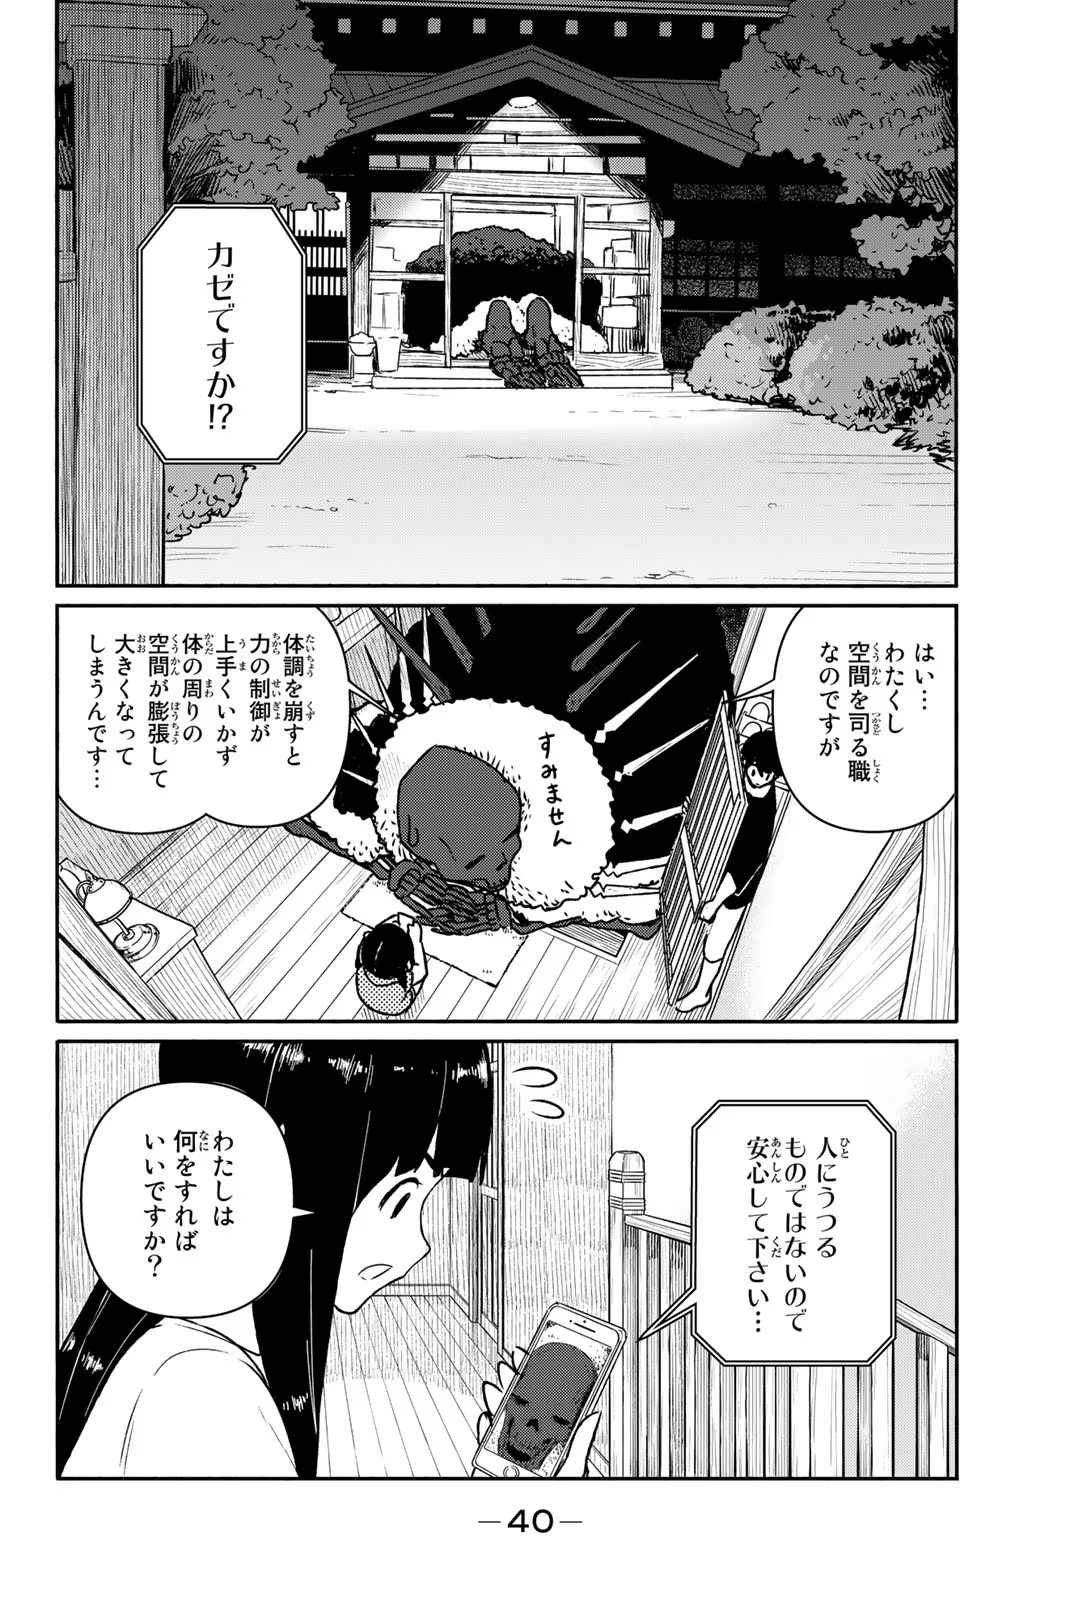 カゼですか!?
はい…
わたくし
空間を司る職
なのですが
すみません
体調を崩すと
力の制御が
上手くいかず
体の周りの
空間が膨張して
大きくなって
しまうんです…
人にうつる
ものではないので
安心して下さい…
わたしは
何をすれば
いいですか?
—40—